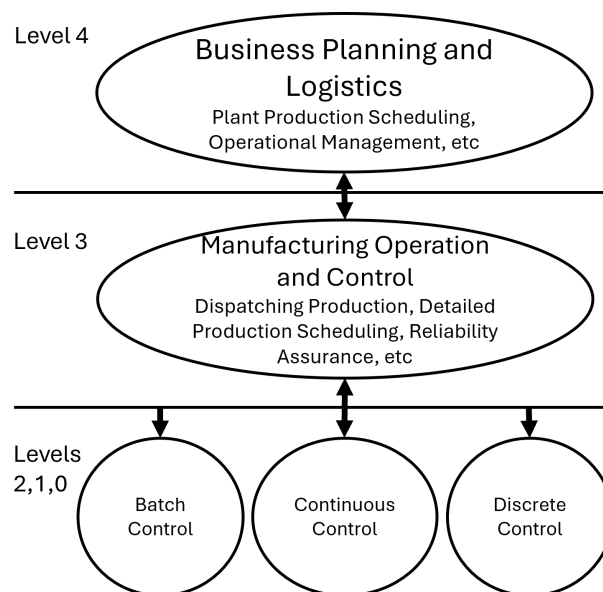 Level 4
Business Planning and
Logistics
Plant Production Scheduling,
Operational Management, etc
Level 3
Manufacturing Operation
and Control
Dispatching Production, Detailed
Production Scheduling, Reliability
Assurance, etc
Levels
2,1,0
Batch
Control
Continuous
Control
Discrete
Control